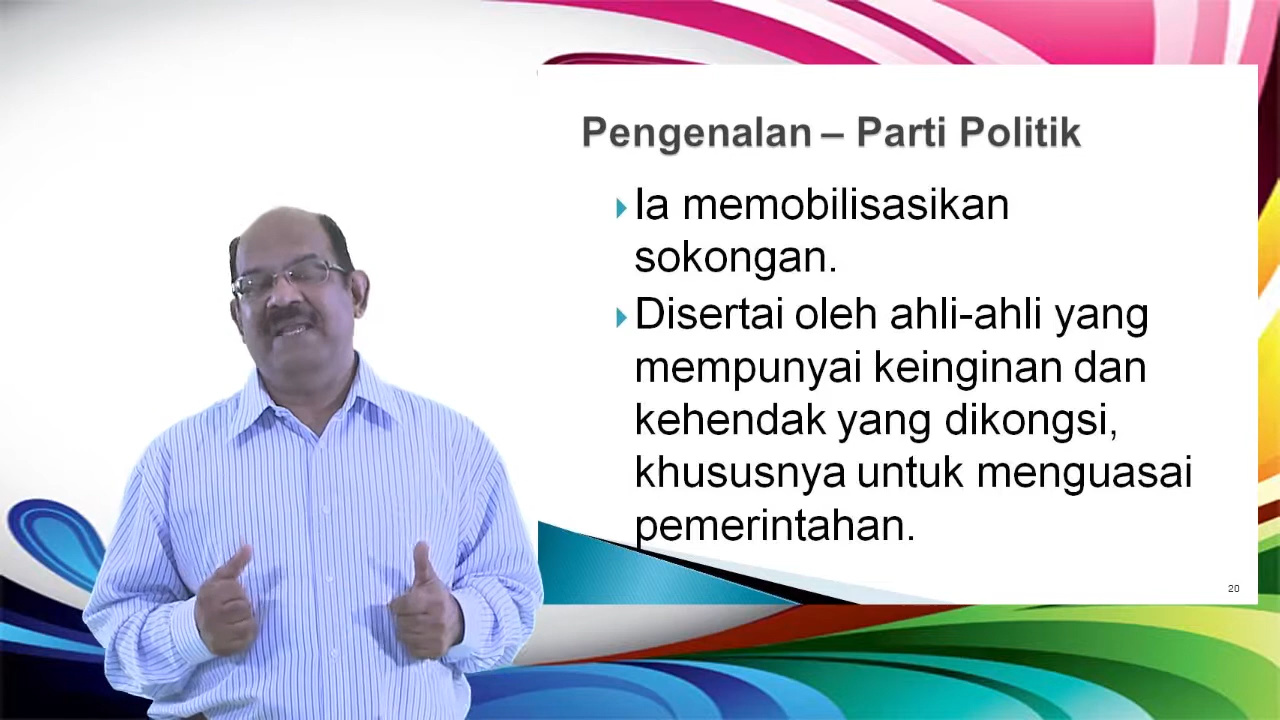 Pengenalan – Parti Politik
Ia memobilisasikan
sokongan.
Disertai oleh ahli-ahli yang
mempunyai keinginan dan
kehendak yang dikongsi,
khususnya untuk menguasai
pemerintahan.
20